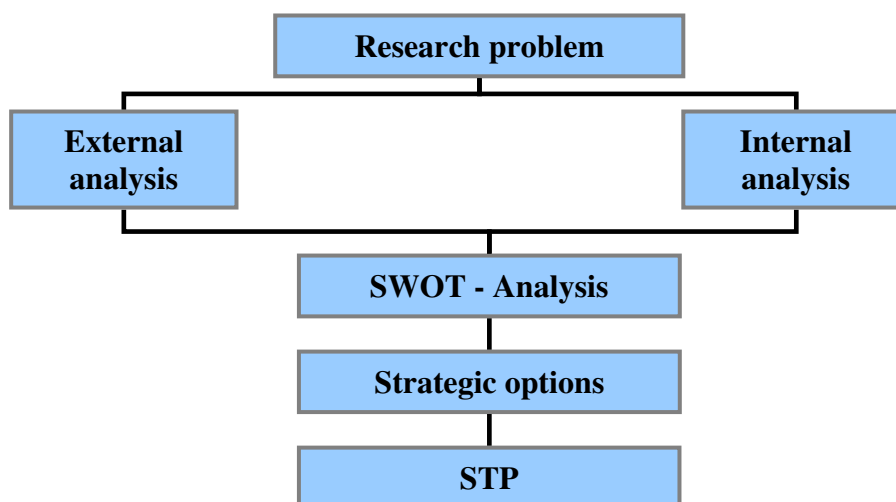 Research problem
External
analysis
Internal
analysis
SWOT - Analysis
Strategic options
STP